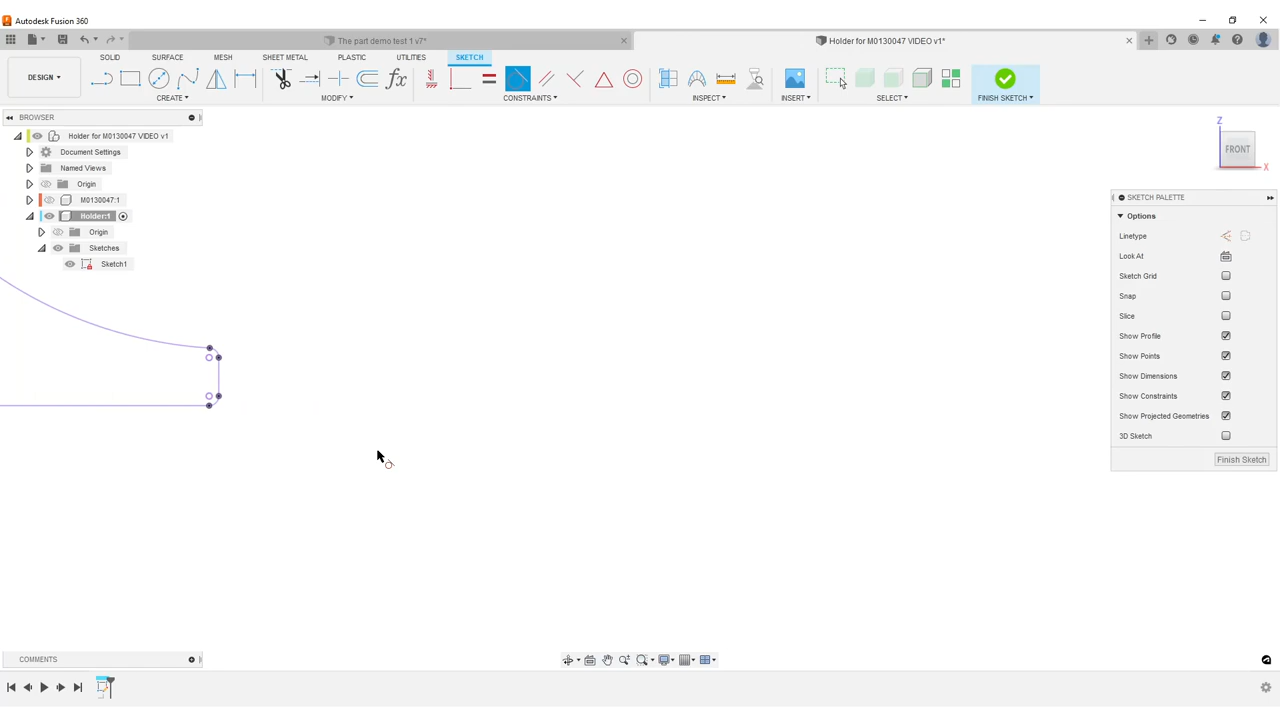 Autodesk Fusion 360
The part demo test 1 v7*
Holder for M0130047 VIDEO v1*
DESIGN
SOLID SURFACE MESH SHEET METAL PLASTIC UTILITIES SKETCH
fx
CREATE MODIFY CONSTRAINTS INSPECT INSERT SELECT FINISH SKETCH
BROWSER
Holder for M0130047 VIDEO v1
Document Settings
Named Views
Origin
M0130047:1
Holder:1
Origin
Sketches
Sketch1
Z
FRONT
X
SKETCH PALETTE
Options
Linetype
Look At
Sketch Grid
Snap
Slice
Show Profile
Show Points
Show Dimensions
Show Constraints
Show Projected Geometries
3D Sketch
Finish Sketch
COMMENTS